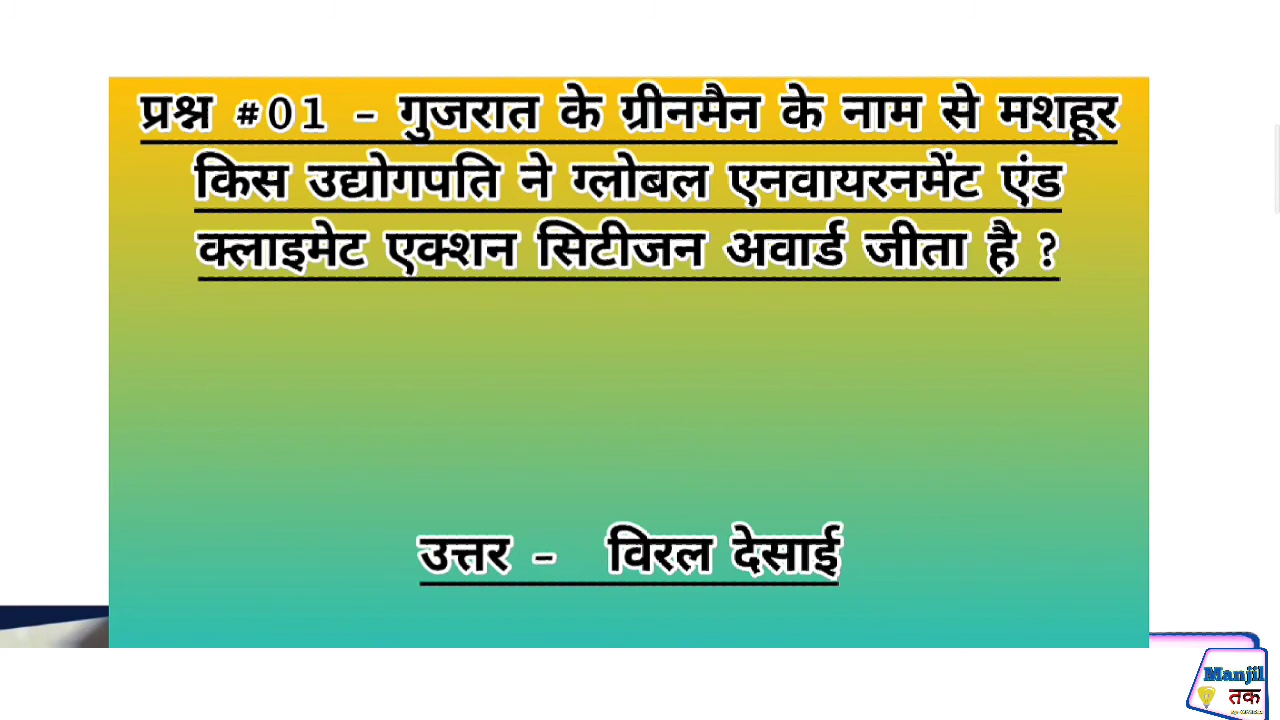 प्रश्न #01 - गुजरात के ग्रीनमैन के नाम से मशहूर
किस उद्योगपति ने ग्लोबल एनवायरनमेंट एंड
क्लाइमेट एक्शन सिटीजन अवार्ड जीता है ?
उत्तर - विरल देसाई
Manjil
तक